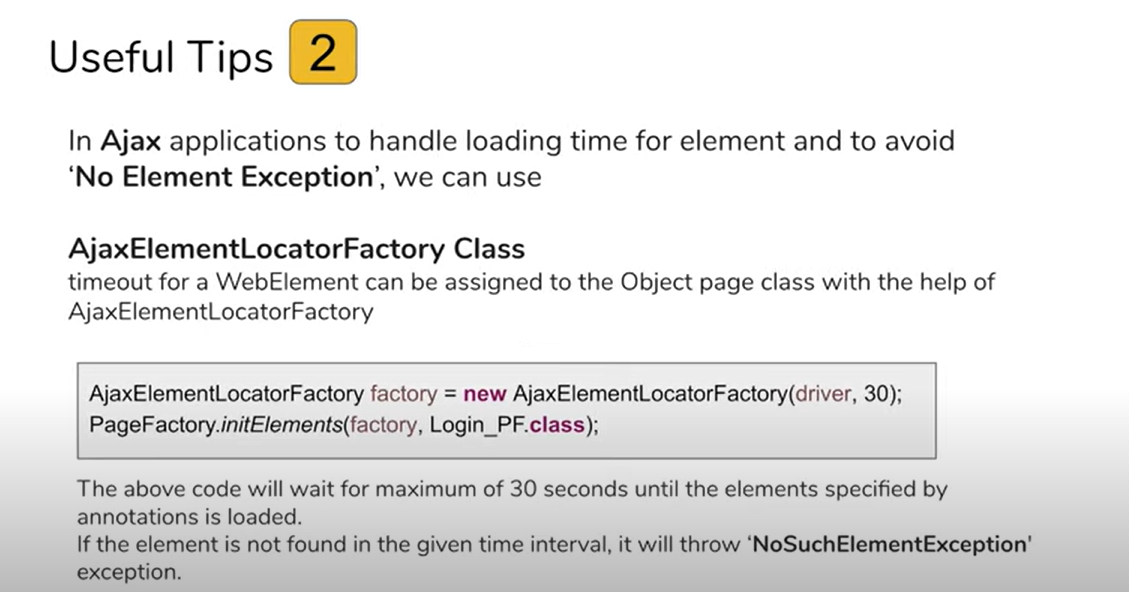 Useful Tips 2
In Ajax applications to handle loading time for element and to avoid
‘No Element Exception’, we can use
AjaxElementLocatorFactory Class
timeout for a WebElement can be assigned to the Object page class with the help of
AjaxElementLocatorFactory
AjaxElementLocatorFactory factory = new AjaxElementLocatorFactory(driver, 30);
PageFactory.initElements(factory, Login_PF.class);
The above code will wait for maximum of 30 seconds until the elements specified by
annotations is loaded.
If the element is not found in the given time interval, it will throw ‘NoSuchElementException'
exception.